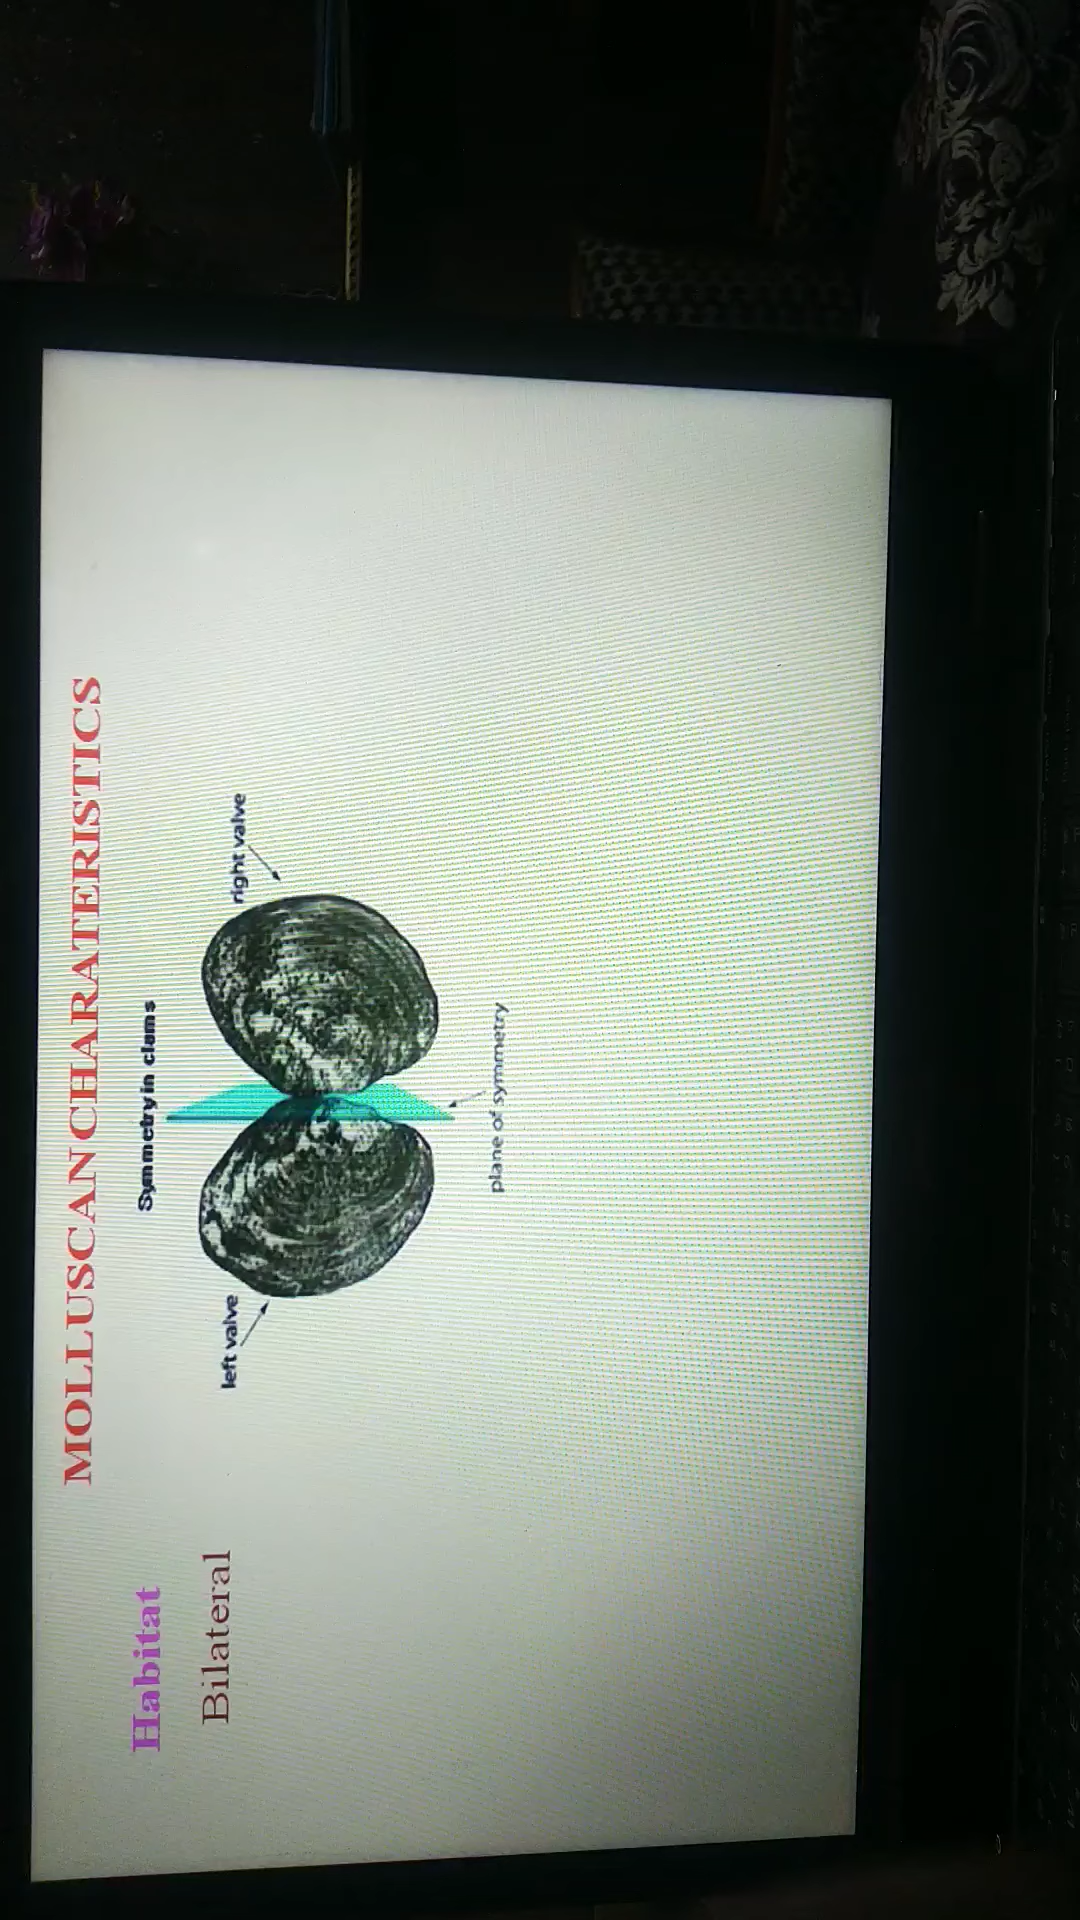 MOLLUSCAN CHARATERISTICS
Habitat
Symmetry in clams
Bilateral
left valve
right valve
plane of symmetry